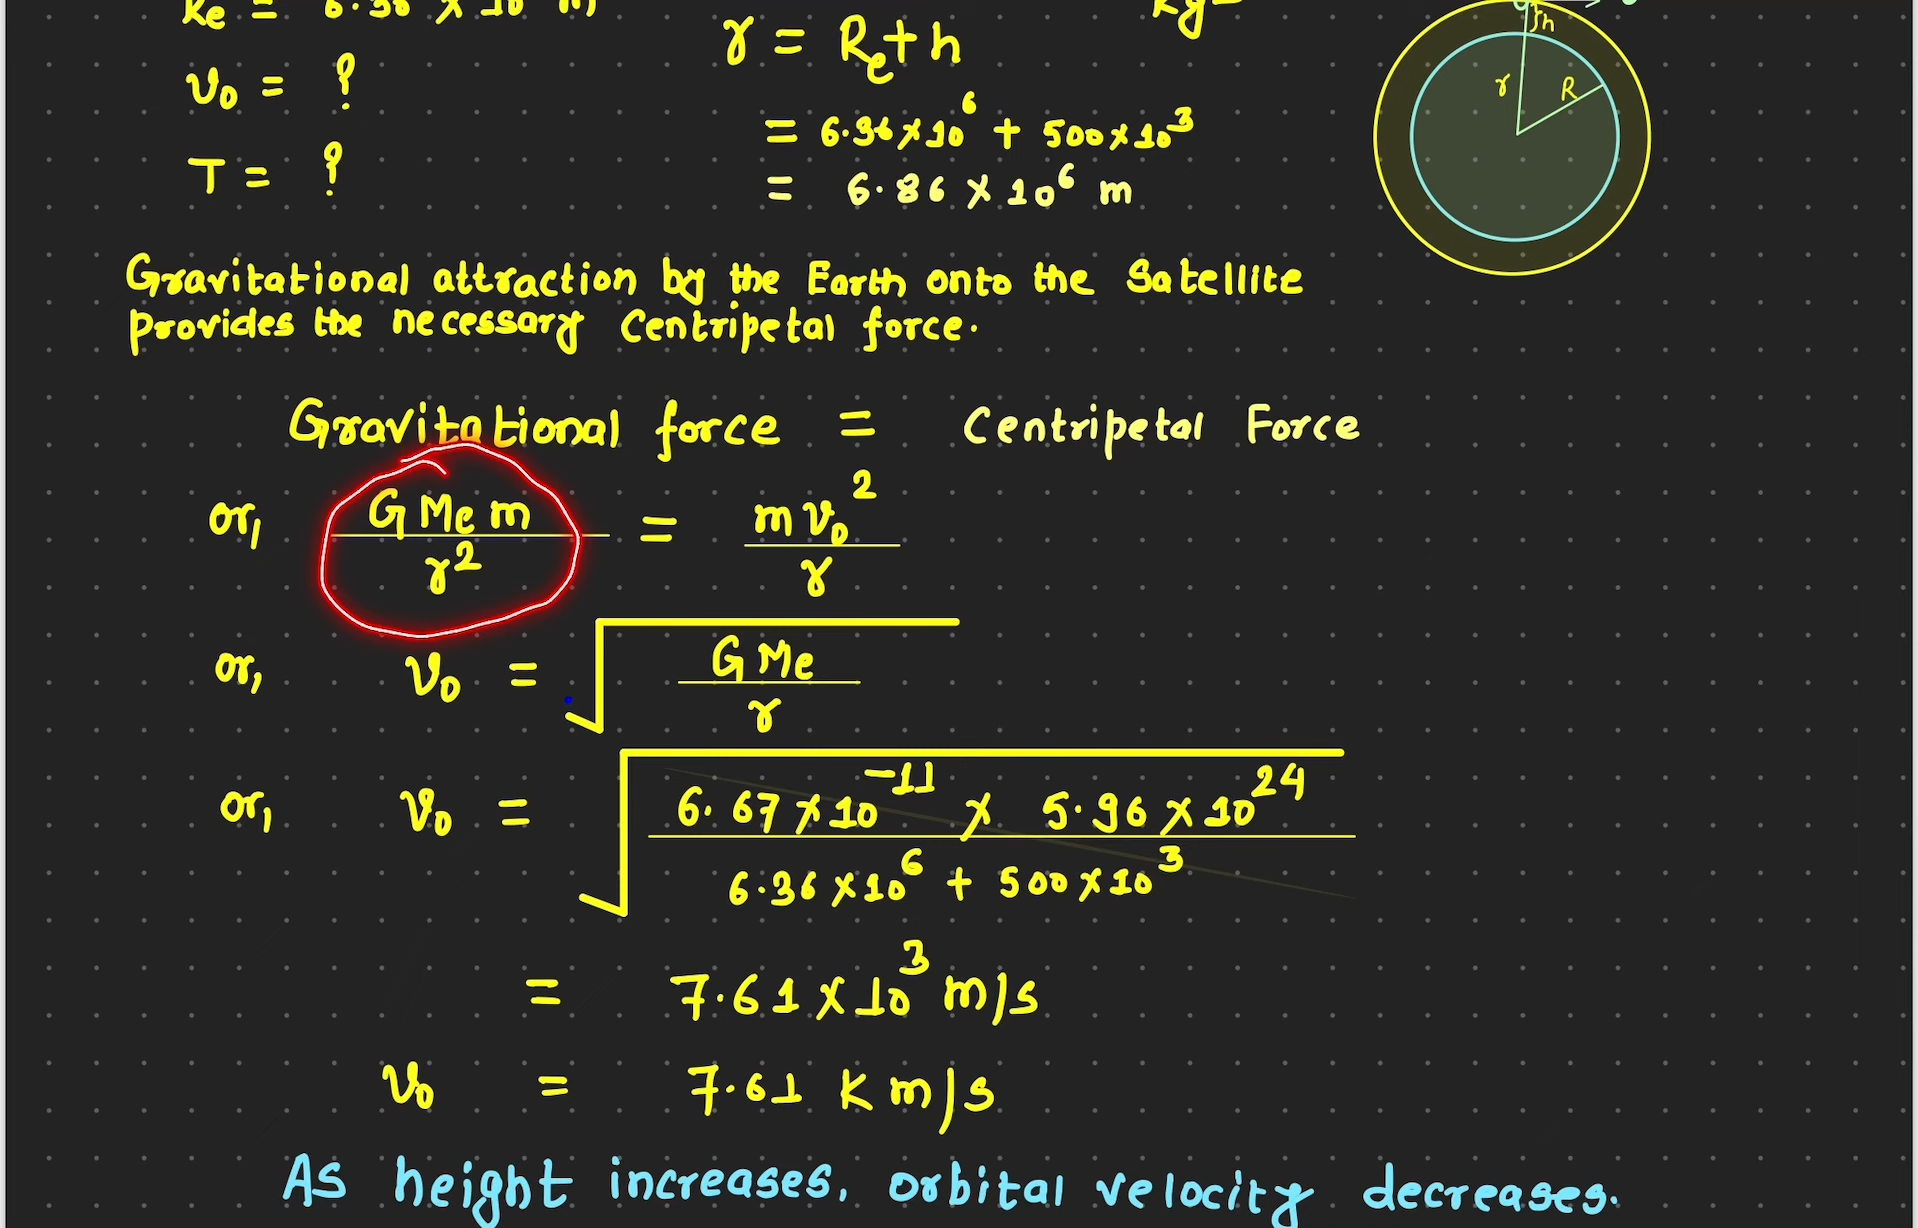 v₀ = ?
T = ?
r = Re + h
= 6.36 × 10⁶ + 500 × 10³
= 6.86 × 10⁶ m
h
r
R
Gravitational attraction by the Earth onto the Satellite
provides the necessary Centripetal force.
Gravitational force = Centripetal Force
or, G Me m / r² = m v₀² / r
or, v₀ = √(G Me / r)
or, v₀ = √(6.67 × 10⁻¹¹ × 5.96 × 10²⁴ / 6.36 × 10⁶ + 500 × 10³)
= 7.61 × 10³ m/s
v₀ = 7.61 Km/s
As height increases, orbital velocity decreases.